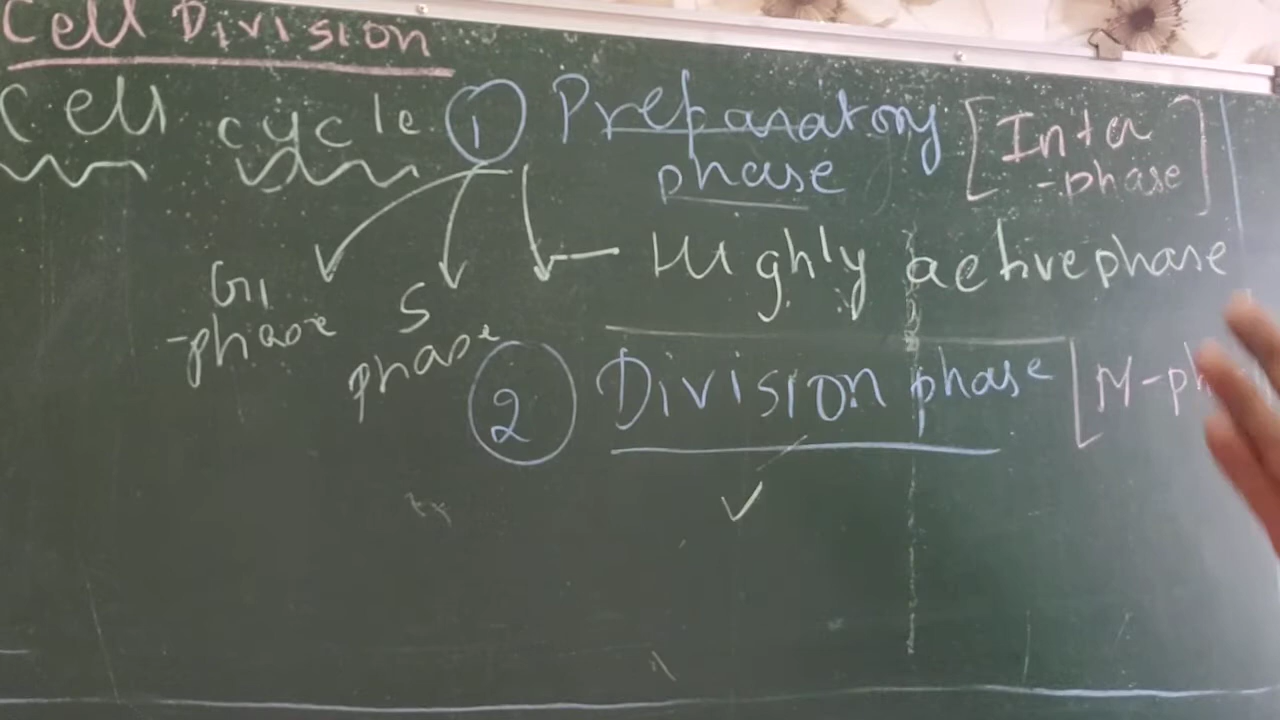 Cell Division
Cell cycle ① Preparatory phase [Inter-phase]
Highly active phase
G1-phase
S phase
② Division phase [M-ph